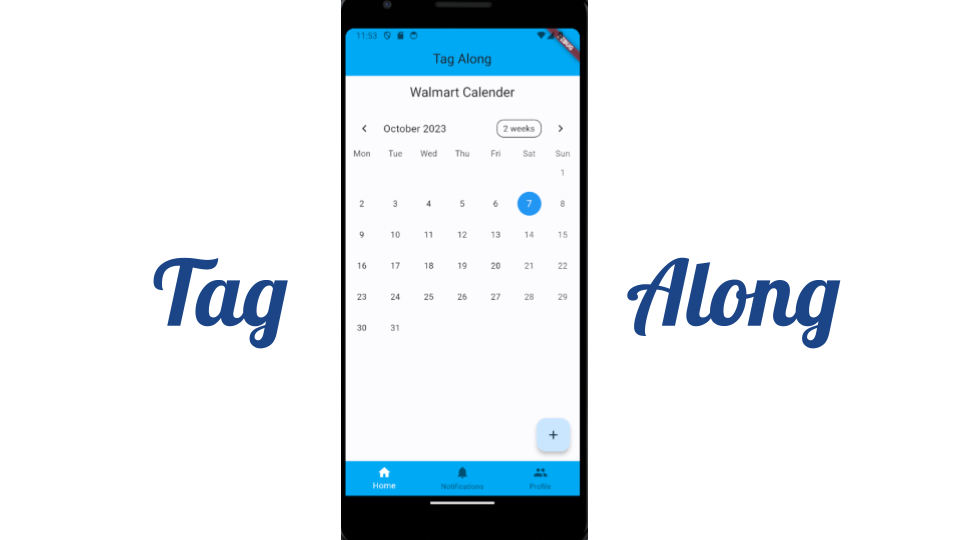 11:53
DEBUG
Tag Along
Walmart Calender
October 2023 2 weeks
Mon Tue Wed Thu Fri Sat Sun
1
2 3 4 5 6 7 8
9 10 11 12 13 14 15
16 17 18 19 20 21 22
23 24 25 26 27 28 29
30 31
Tag Along
+
Home Notifications Profile